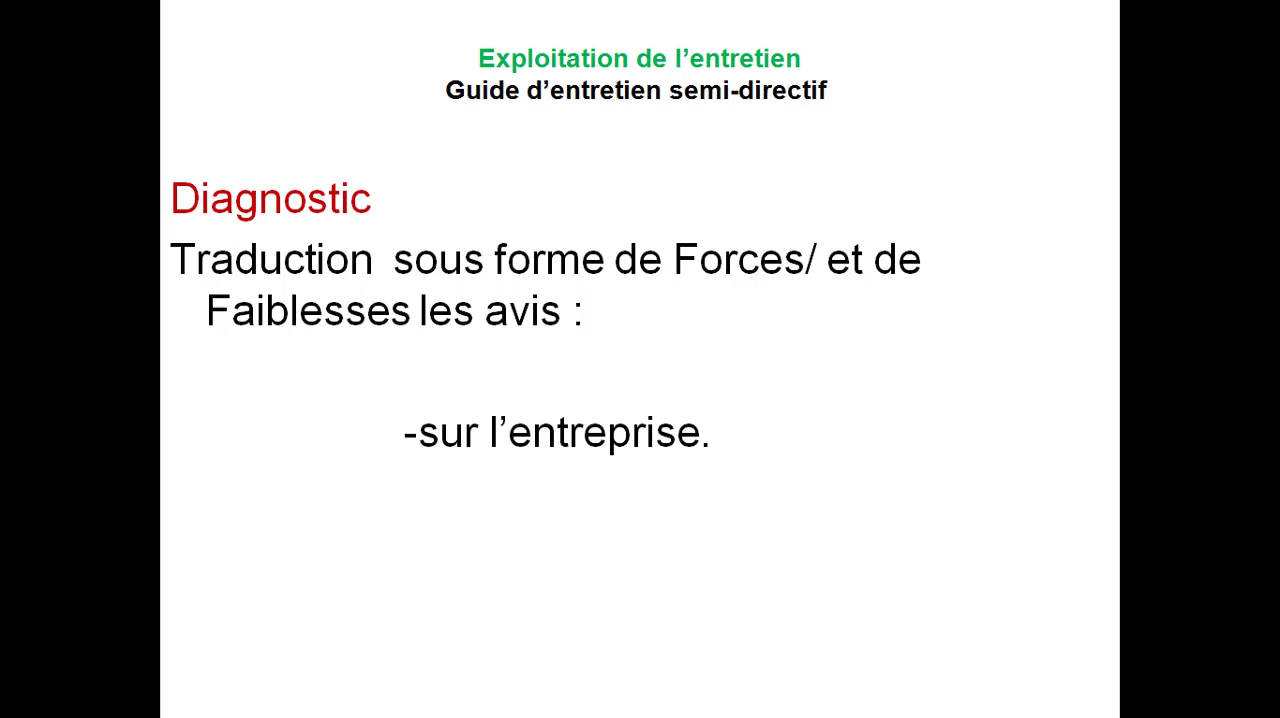 Exploitation de l’entretien
Guide d’entretien semi-directif
Diagnostic
Traduction  sous forme de Forces/ et de
Faiblesses les avis :
-sur l’entreprise.